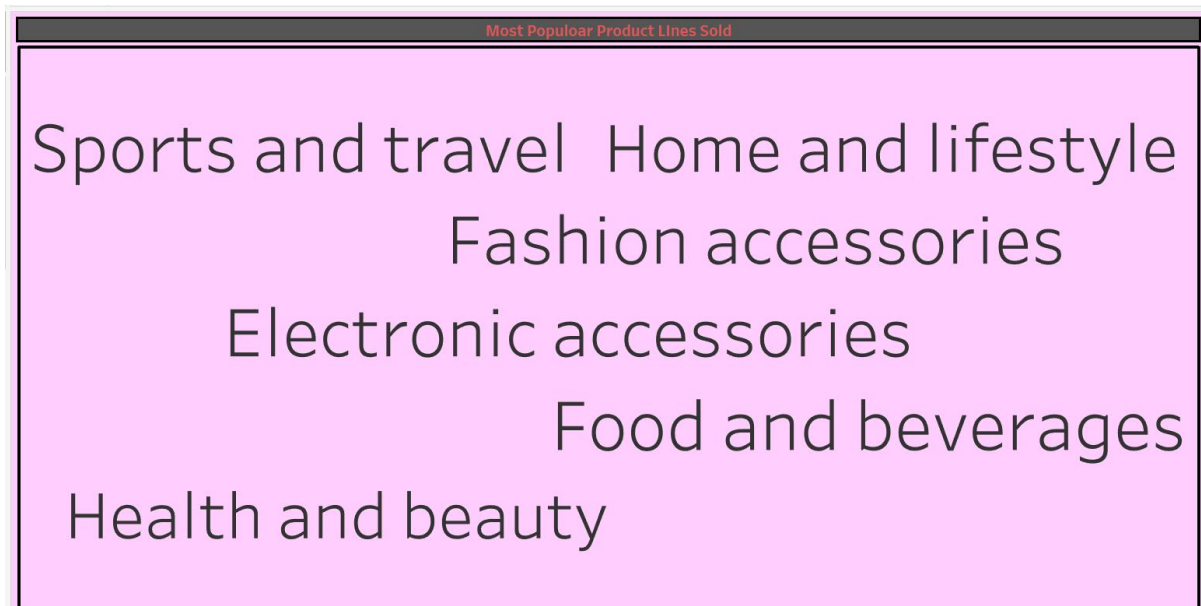 Most Populoar Product LInes Sold
Sports and travel Home and lifestyle
Fashion accessories
Electronic accessories
Food and beverages
Health and beauty